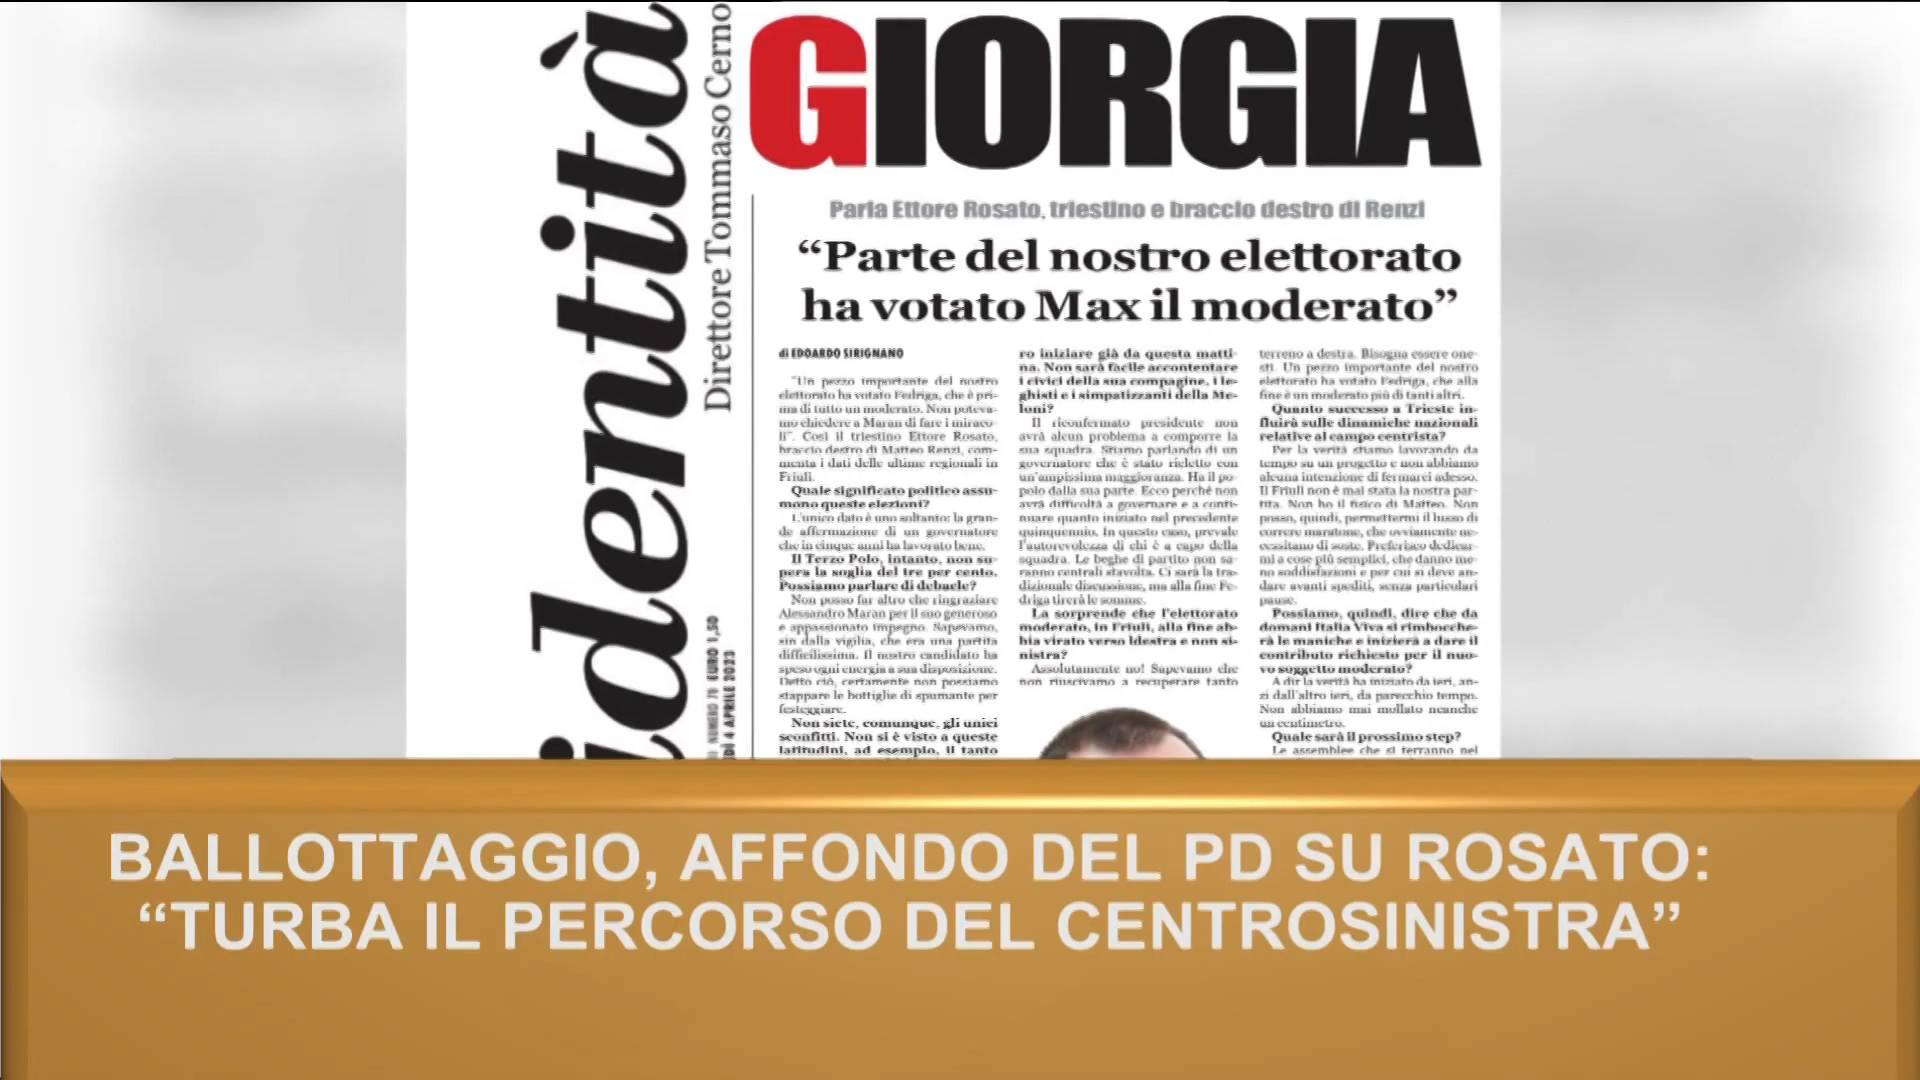 identità
Direttore Tommaso Cerno
EURO 1,50
4 APRILE 2023
GIORGIA
Parla Ettore Rosato, triestino e braccio destro di Renzi
“Parte del nostro elettorato
ha votato Max il moderato”
di EDOARDO SIRIGNANO
“Un pezzo importante del nostro
elettorato ha votato Fedriga, che è pri-
ma di tutto un moderato. Non poteva-
mo chiedere a Maran di fare i miraco-
li”. Così il triestino Ettore Rosato,
braccio destro di Matteo Renzi, com-
menta i dati delle ultime regionali in
Friuli.
Quale significato politico assu-
mono queste elezioni?
L’unico dato è uno soltanto: la gran-
de affermazione di un governatore
che in cinque anni ha lavorato bene.
Il Terzo Polo, intanto, non su-
pera la soglia del tre per cento.
Possiamo parlare di debacle?
Non posso far altro che ringraziare
Alessandro Maran per il suo generoso
e appassionato impegno. Sapevamo,
sin dalla vigilia, che era una partita
difficilissima. Il nostro candidato ha
speso ogni energia a sua disposizione.
Detto ciò, certamente non possiamo
stappare le bottiglie di spumante per
festeggiare.
Non siete, comunque, gli unici
sconfitti. Non si è visto a queste
latitudini, ad esempio, il tanto
ro iniziare già da questa matti-
na. Non sarà facile accontentare
i civici della sua compagine, i le-
ghisti e i simpatizzanti della Me-
loni?
Il riconfermato presidente non
avrà alcun problema a comporre la
sua squadra. Stiamo parlando di un
governatore che è stato rieletto con
un’ampissima maggioranza. Ha il po-
polo dalla sua parte. Ecco perché non
avrà difficoltà a governare e a conti-
nuare quanto iniziato nel precedente
quinquennio. In questo caso, prevale
l’autorevolezza di chi è a capo della
squadra. Le beghe di partito non sa-
ranno centrali stavolta. Ci sarà la tra-
dizionale discussione, ma alla fine Fe-
driga tirerà le somme.
La sorprende che l’elettorato
moderato, in Friuli, alla fine ab-
bia virato verso ldestra e non si-
nistra?
Assolutamente no! Sapevamo che
non riuscivamo a recuperare tanto
terreno a destra. Bisogna essere one-
sti. Un pezzo importante del nostro
elettorato ha votato Fedriga, che alla
fine è un moderato più di tanti altri.
Quanto successo a Trieste in-
fluirà sulle dinamiche nazionali
relative al campo centrista?
Per la verità stiamo lavorando da
tempo su un progetto e non abbiamo
alcuna intenzione di fermarci adesso.
Il Friuli non è mai stata la nostra par-
tita. Non ho il fisico di Matteo. Non
posso, quindi, permettermi il lusso di
correre maratone, che ovviamente ne-
cessitano di soste. Preferisco dedicar-
mi a cose più semplici, che danno me-
no soddisfazioni e per cui si deve an-
dare avanti spediti, senza particolari
pause.
Possiamo, quindi, dire che da
domani Italia Viva si rimbocche-
rà le maniche e inizierà a dare il
contributo richiesto per il nuo-
vo soggetto moderato?
A dir la verità ha iniziato da ieri, an-
zi dall’altro ieri, da parecchio tempo.
Non abbiamo mai mollato neanche
un centimetro.
Quale sarà il prossimo step?
Le assemblee che si terranno nel
BALLOTTAGGIO, AFFONDO DEL PD SU ROSATO:
“TURBA IL PERCORSO DEL CENTROSINISTRA”